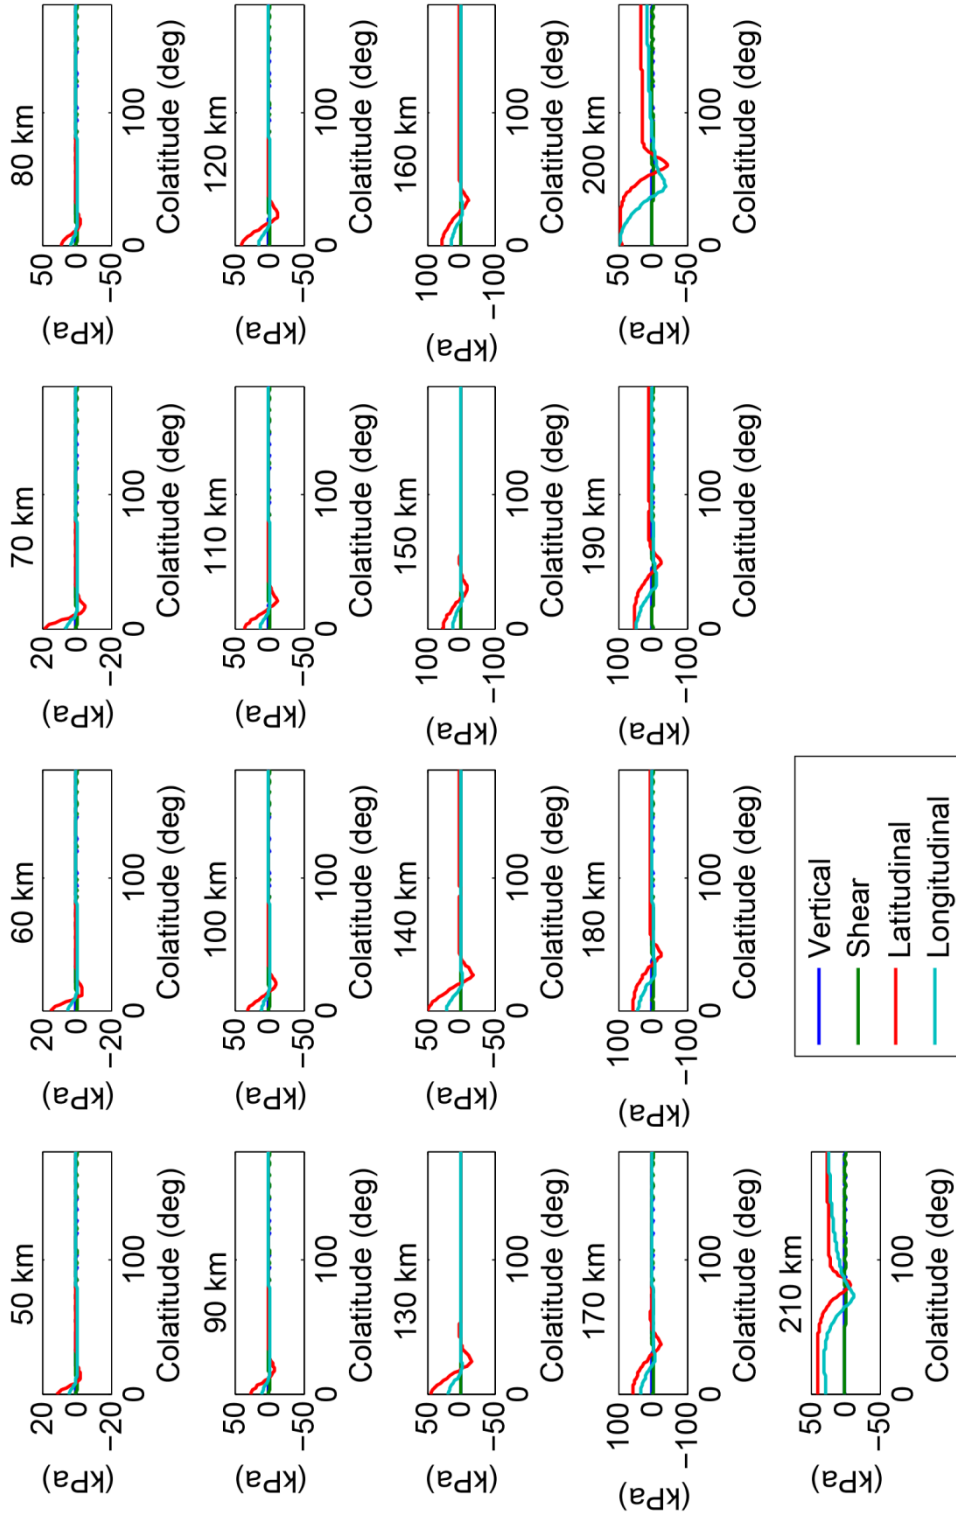 50 km
20
0
−20
(kPa)
0 100
Colatitude (deg)
60 km
20
0
−20
(kPa)
0 100
Colatitude (deg)
70 km
20
0
−20
(kPa)
0 100
Colatitude (deg)
80 km
50
0
−50
(kPa)
0 100
Colatitude (deg)
90 km
50
0
−50
(kPa)
0 100
Colatitude (deg)
100 km
50
0
−50
(kPa)
0 100
Colatitude (deg)
110 km
50
0
−50
(kPa)
0 100
Colatitude (deg)
120 km
50
0
−50
(kPa)
0 100
Colatitude (deg)
130 km
50
0
−50
(kPa)
0 100
Colatitude (deg)
140 km
50
0
−50
(kPa)
0 100
Colatitude (deg)
150 km
100
0
−100
(kPa)
0 100
Colatitude (deg)
160 km
100
0
−100
(kPa)
0 100
Colatitude (deg)
170 km
100
0
−100
(kPa)
0 100
Colatitude (deg)
180 km
100
0
−100
(kPa)
0 100
Colatitude (deg)
190 km
100
0
−100
(kPa)
0 100
Colatitude (deg)
200 km
50
0
−50
(kPa)
0 100
Colatitude (deg)
210 km
50
0
−50
(kPa)
0 100
Colatitude (deg)
Vertical
Shear
Latitudinal
Longitudinal